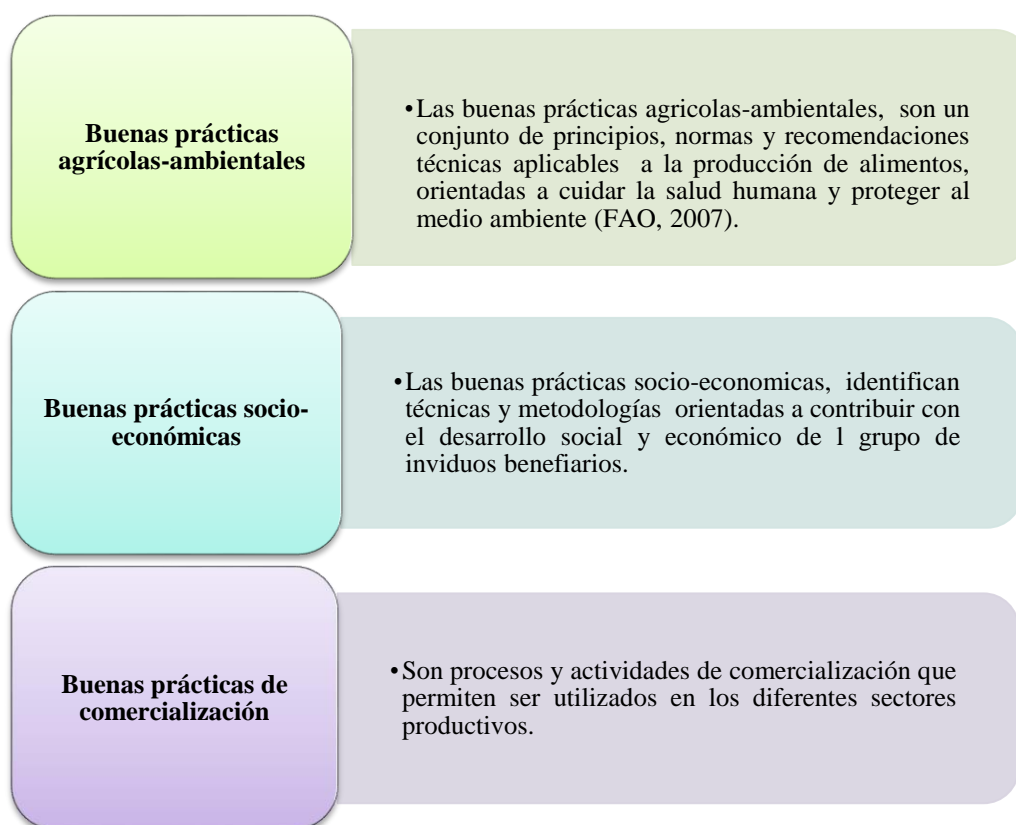 Buenas prácticas
agrícolas-ambientales
•Las buenas prácticas agricolas-ambientales, son un
conjunto de principios, normas y recomendaciones
técnicas aplicables a la producción de alimentos,
orientadas a cuidar la salud humana y proteger al
medio ambiente (FAO, 2007).
Buenas prácticas socio-
económicas
•Las buenas prácticas socio-economicas, identifican
técnicas y metodologías orientadas a contribuir con
el desarrollo social y económico de l grupo de
inviduos benefiarios.
Buenas prácticas de
comercialización
•Son procesos y actividades de comercialización que
permiten ser utilizados en los diferentes sectores
productivos.